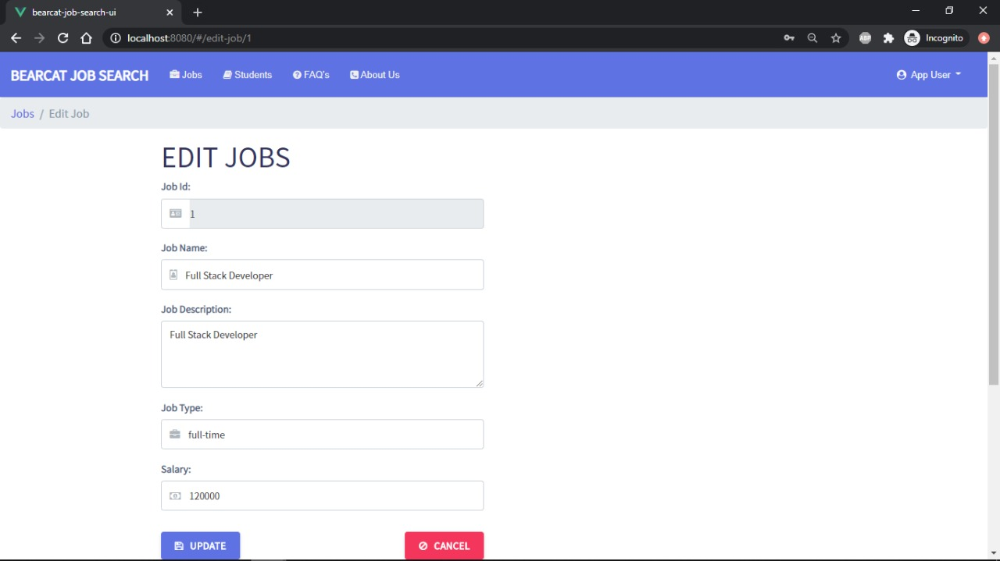 bearcat-job-search-ui
localhost:8080/#/edit-job/1
ABP
Incognito
BEARCAT JOB SEARCH
Jobs
Students
FAQ's
About Us
App User
Jobs / Edit Job
EDIT JOBS
Job Id:
1
Job Name:
Full Stack Developer
Job Description:
Full Stack Developer
Job Type:
full-time
Salary:
120000
UPDATE
CANCEL